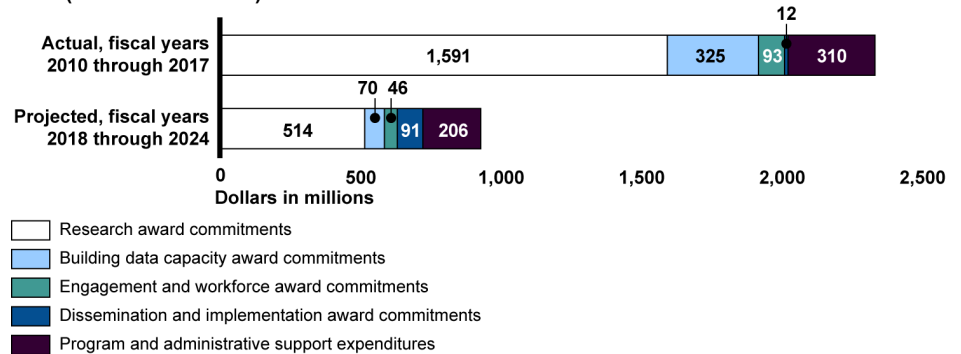 12
Actual, fiscal years
2010 through 2017
1,591
325
93
310
70
46
Projected, fiscal years
2018 through 2024
514
91
206
0
500
1,000
1,500
2,000
2,500
Dollars in millions
Research award commitments
Building data capacity award commitments
Engagement and workforce award commitments
Dissemination and implementation award commitments
Program and administrative support expenditures